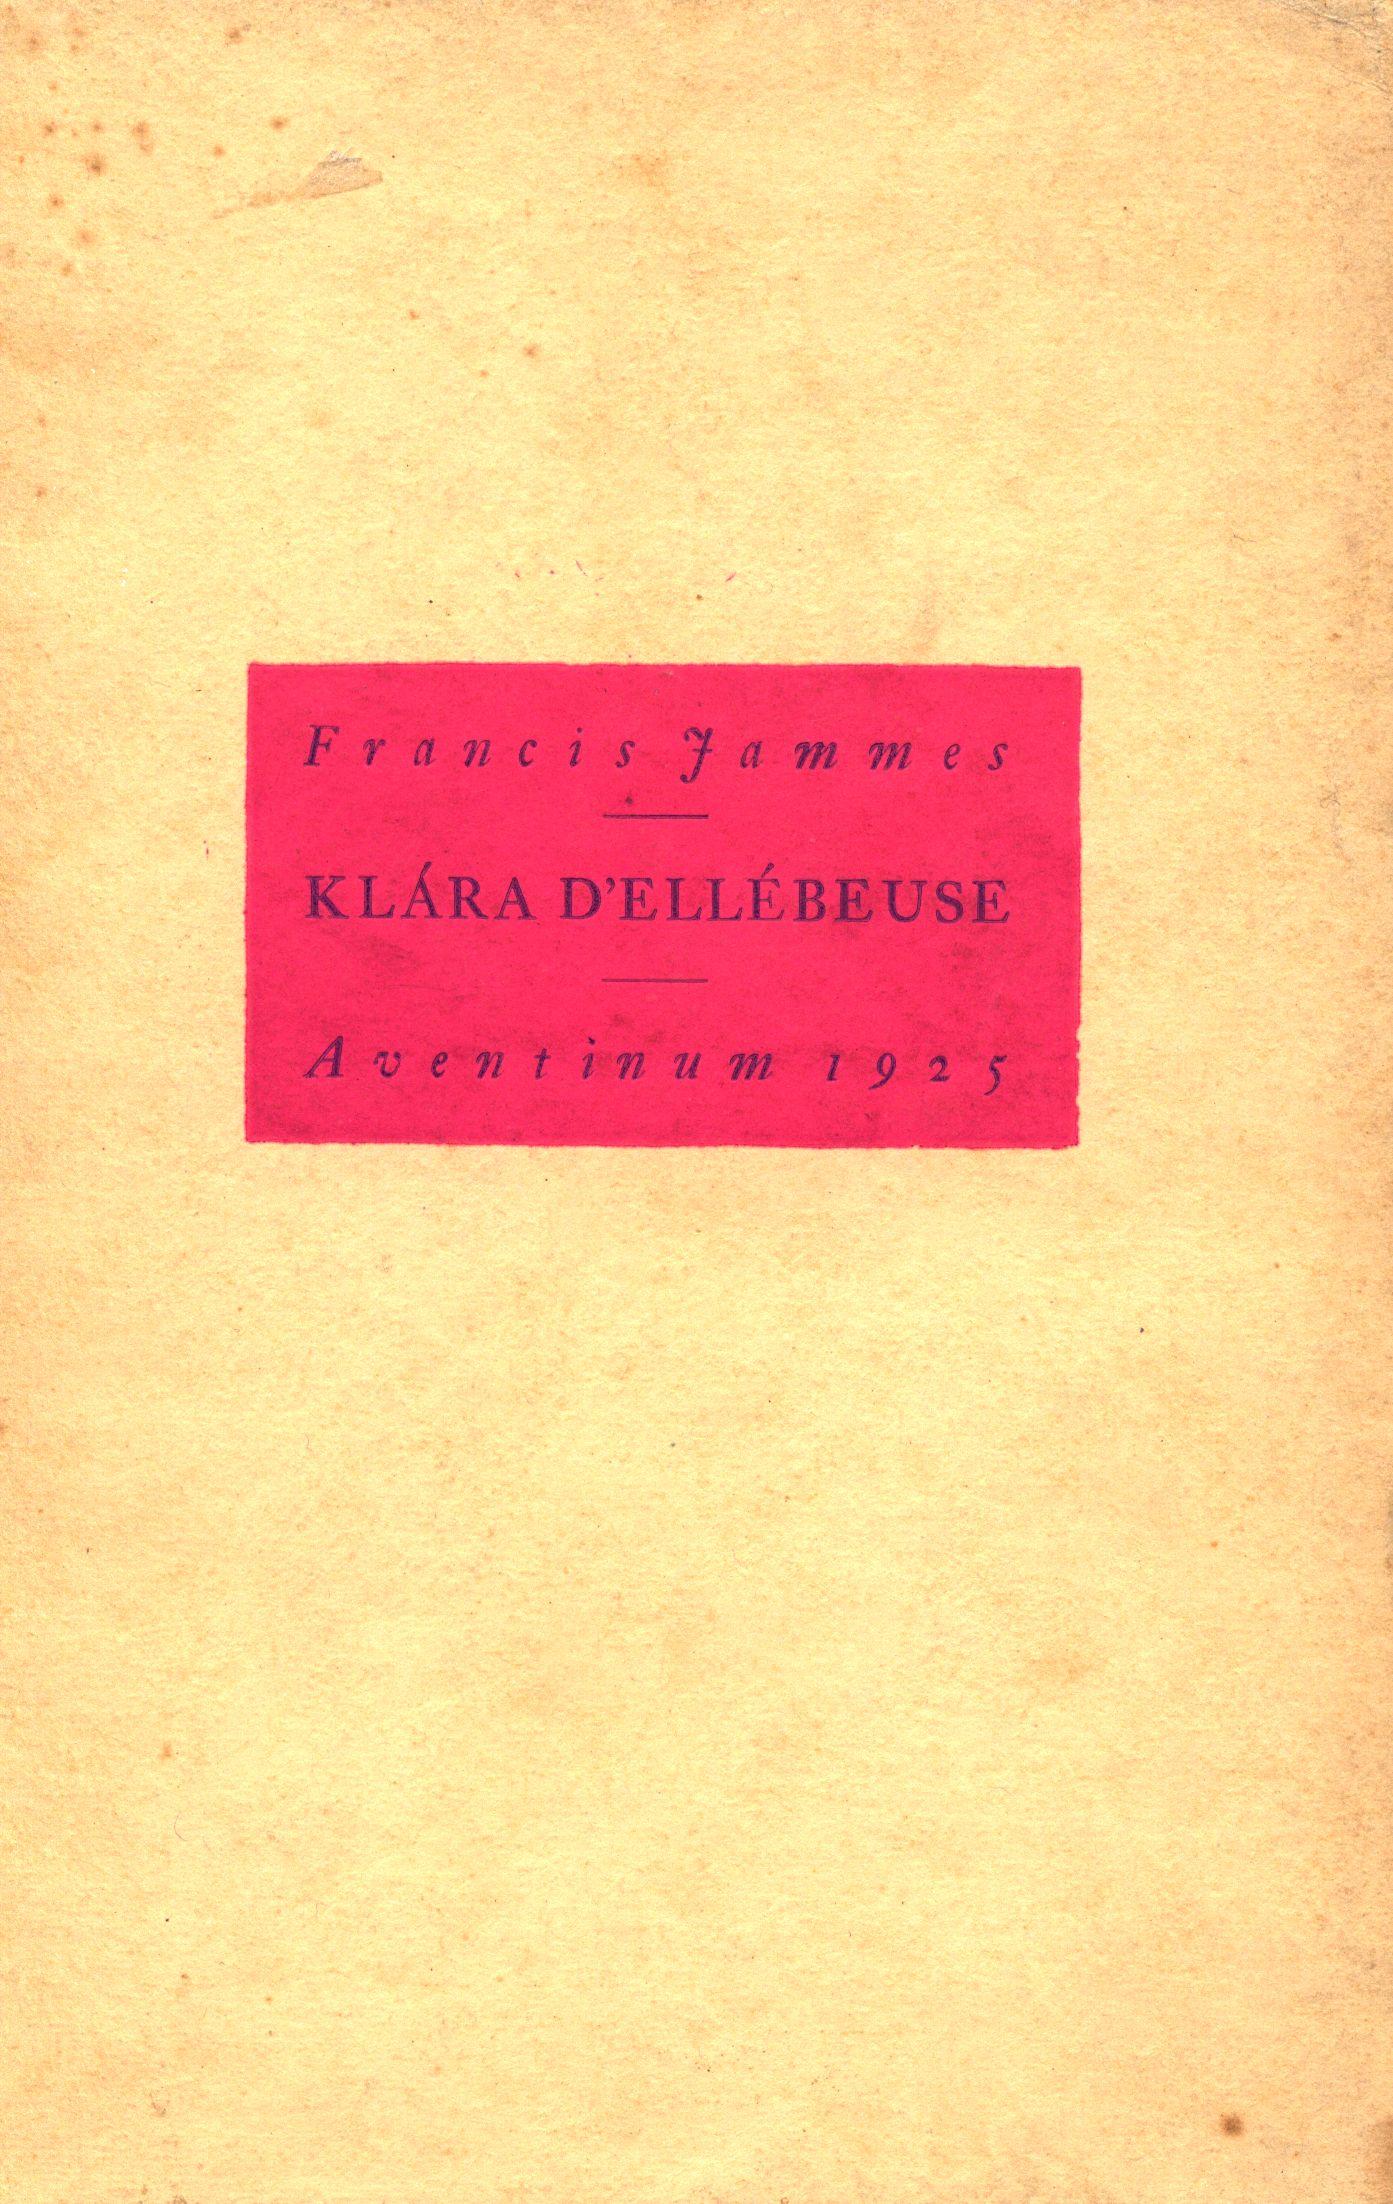 Francis Jammes
KLÁRA D'ELLÉBEUSE
Aventinum 1925